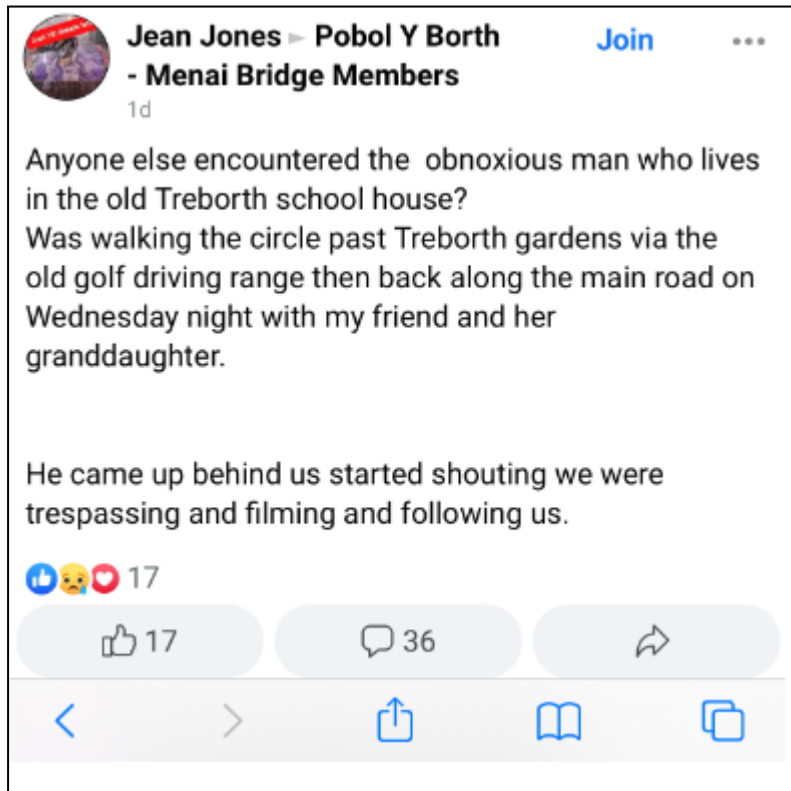 Jean Jones ► Pobol Y Borth
- Menai Bridge Members
Join
1d
Anyone else encountered the obnoxious man who lives
in the old Treborth school house?
Was walking the circle past Treborth gardens via the
old golf driving range then back along the main road on
Wednesday night with my friend and her
granddaughter.
He came up behind us started shouting we were
trespassing and filming and following us.
17
17
36